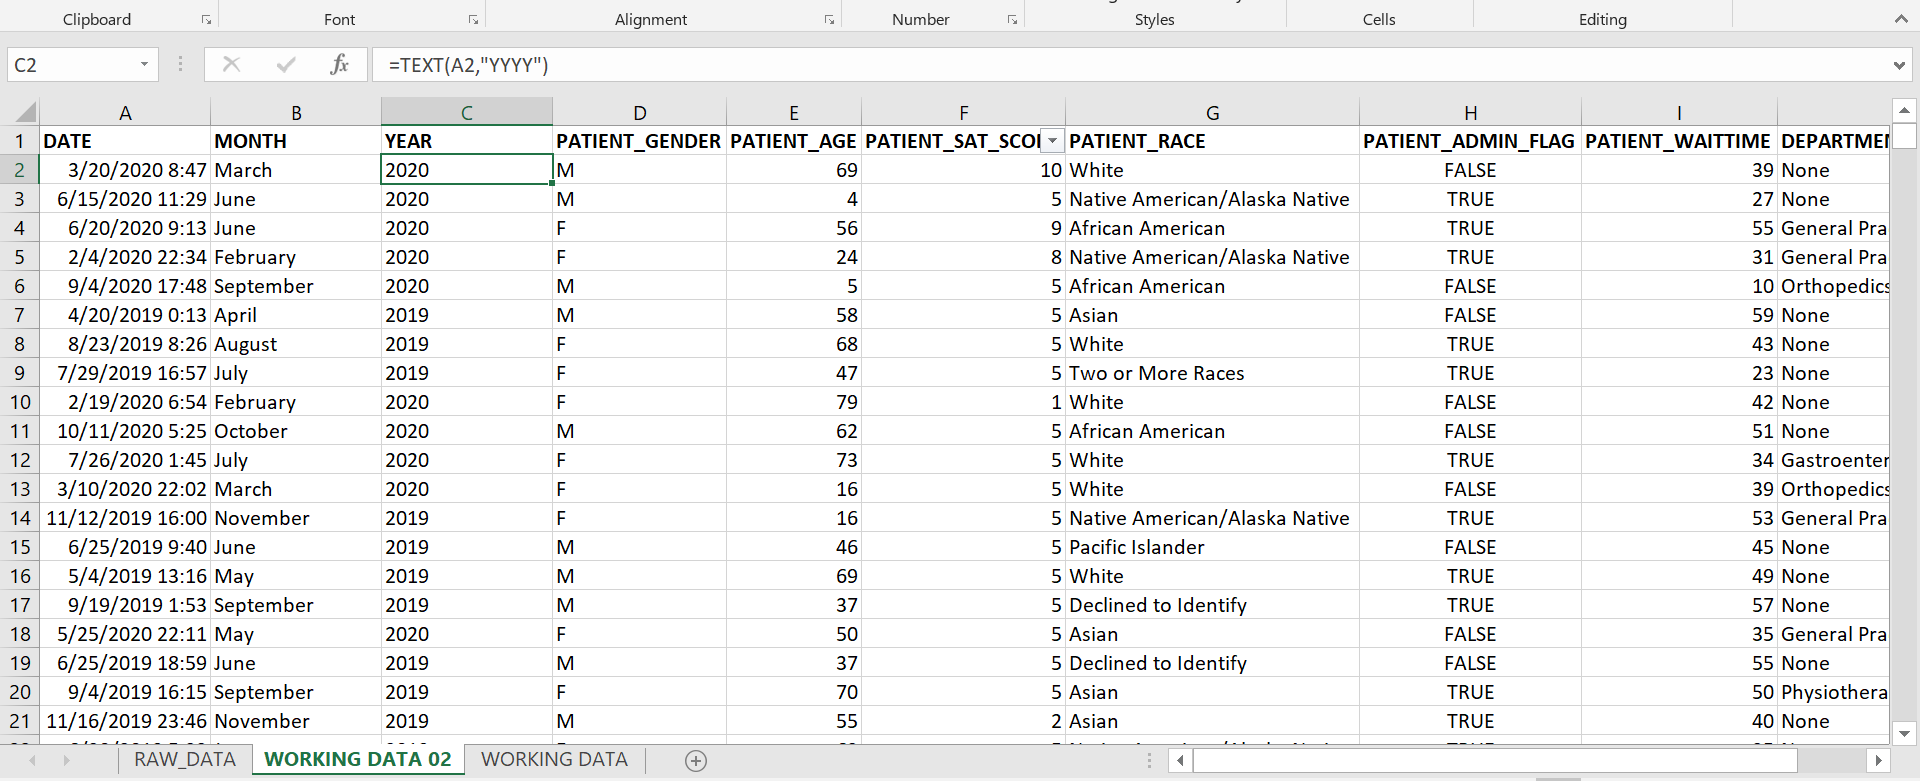 Clipboard Font Alignment Number Styles Cells Editing
C2 fx =TEXT(A2,"YYYY")
A B C D E F G H I
1 DATE MONTH YEAR PATIENT_GENDER PATIENT_AGE PATIENT_SAT_SCO PATIENT_RACE PATIENT_ADMIN_FLAG PATIENT_WAITTIME DEPARTMEN
2 3/20/2020 8:47 March 2020 M 69 10 White FALSE 39 None
3 6/15/2020 11:29 June 2020 M 4 5 Native American/Alaska Native TRUE 27 None
4 6/20/2020 9:13 June 2020 F 56 9 African American TRUE 55 General Pra
5 2/4/2020 22:34 February 2020 F 24 8 Native American/Alaska Native TRUE 31 General Pra
6 9/4/2020 17:48 September 2020 M 5 5 African American FALSE 10 Orthopedics
7 4/20/2019 0:13 April 2019 M 58 5 Asian FALSE 59 None
8 8/23/2019 8:26 August 2019 F 68 5 White TRUE 43 None
9 7/29/2019 16:57 July 2019 F 47 5 Two or More Races TRUE 23 None
10 2/19/2020 6:54 February 2020 F 79 1 White FALSE 42 None
11 10/11/2020 5:25 October 2020 M 62 5 African American FALSE 51 None
12 7/26/2020 1:45 July 2020 F 73 5 White TRUE 34 Gastroenter
13 3/10/2020 22:02 March 2020 F 16 5 White FALSE 39 Orthopedics
14 11/12/2019 16:00 November 2019 F 16 5 Native American/Alaska Native TRUE 53 General Pra
15 6/25/2019 9:40 June 2019 M 46 5 Pacific Islander FALSE 45 None
16 5/4/2019 13:16 May 2019 M 69 5 White TRUE 49 None
17 9/19/2019 1:53 September 2019 M 37 5 Declined to Identify TRUE 57 None
18 5/25/2020 22:11 May 2020 F 50 5 Asian FALSE 35 General Pra
19 6/25/2019 18:59 June 2019 M 37 5 Declined to Identify FALSE 55 None
20 9/4/2019 16:15 September 2019 F 70 5 Asian TRUE 50 Physiothera
21 11/16/2019 23:46 November 2019 M 55 2 Asian TRUE 40 None
RAW_DATA WORKING DATA 02 WORKING DATA